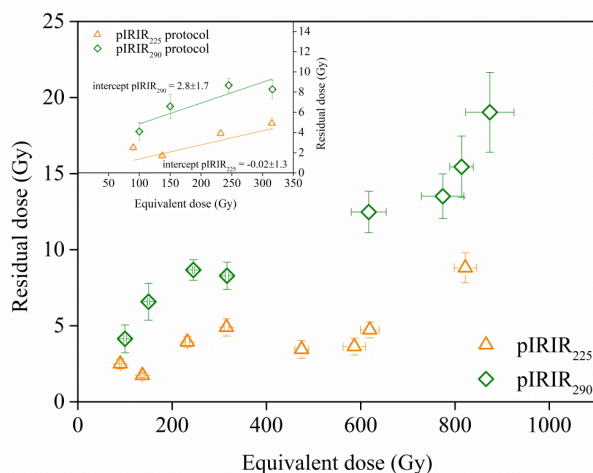 25
20
15
10
5
0
Residual dose (Gy)
0
200
400
600
800
1000
Equivalent dose (Gy)
pIRIR225 protocol
pIRIR290 protocol
intercept pIRIR290 = 2.8±1.7
intercept pIRIR225 = -0.02±1.3
14
12
10
8
6
4
2
0
Residual dose (Gy)
50 100 150 200 250 300 350
Equivalent dose (Gy)
pIRIR225
pIRIR290